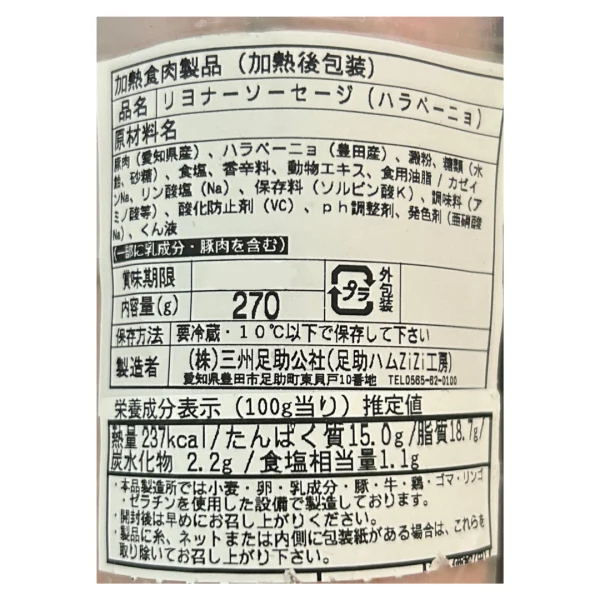 加熱食肉製品（加熱後包装）
品名 リヨナーソーセージ（ハラペーニョ）
原材料名
豚肉（愛知県産）、ハラペーニョ（豊田産）、澱粉、糖類（水
飴、砂糖）、食塩、香辛料、動物エキス、食用油脂／カゼイ
ンNa、リン酸塩（Na）、保存料（ソルビン酸K）、調味料（ア
ミノ酸等）、酸化防止剤（VC）、ｐｈ調整剤、発色剤（亜硝酸
Na）、くん液
（一部に乳成分・豚肉を含む）
賞味期限
プラ 外包装
内容量(g) 270
保存方法 要冷蔵・１０℃以下で保存して下さい
製造者 （株）三州足助公社（足助ハムZiZi工房）
愛知県豊田市足助町東貝戸10番地 TEL0565-62-0100
栄養成分表示（100g当り）推定値
熱量237kcal/たんぱく質15.0g/脂質18.7g/
炭水化物 2.2g/食塩相当量1.1g
・本品製造所では小麦・卵・乳成分・豚・牛・鶏・ゴマ・リンゴ
・ゼラチンを使用した設備で製造しております。
・開封後は早めにお召し上がりください。
・製品に糸、ネットまたは内側に包装紙がある場合は、これらを
取り除いてお召し上がり下さい。